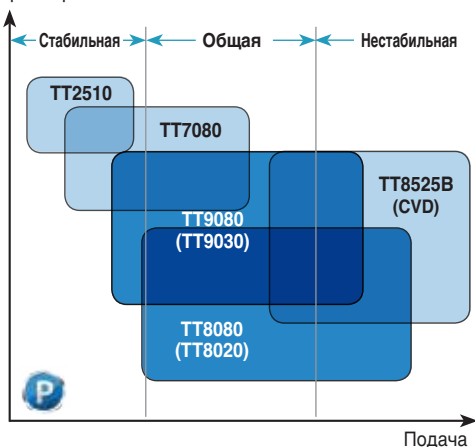 Стабильная
Общая
Нестабильная
TT2510
TT7080
TT9080
(TT9030)
TT8525B
(CVD)
TT8080
(TT8020)
P
Подача